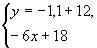 y = −1,1 + 12,
− 6x + 18